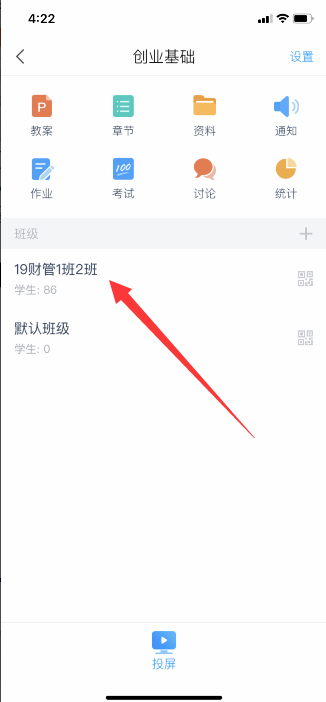 4:22
创业基础
设置
P
教案
章节
资料
通知
作业
100
考试
讨论
统计
班级
19财管1班2班
学生: 86
默认班级
学生: 0
投屏